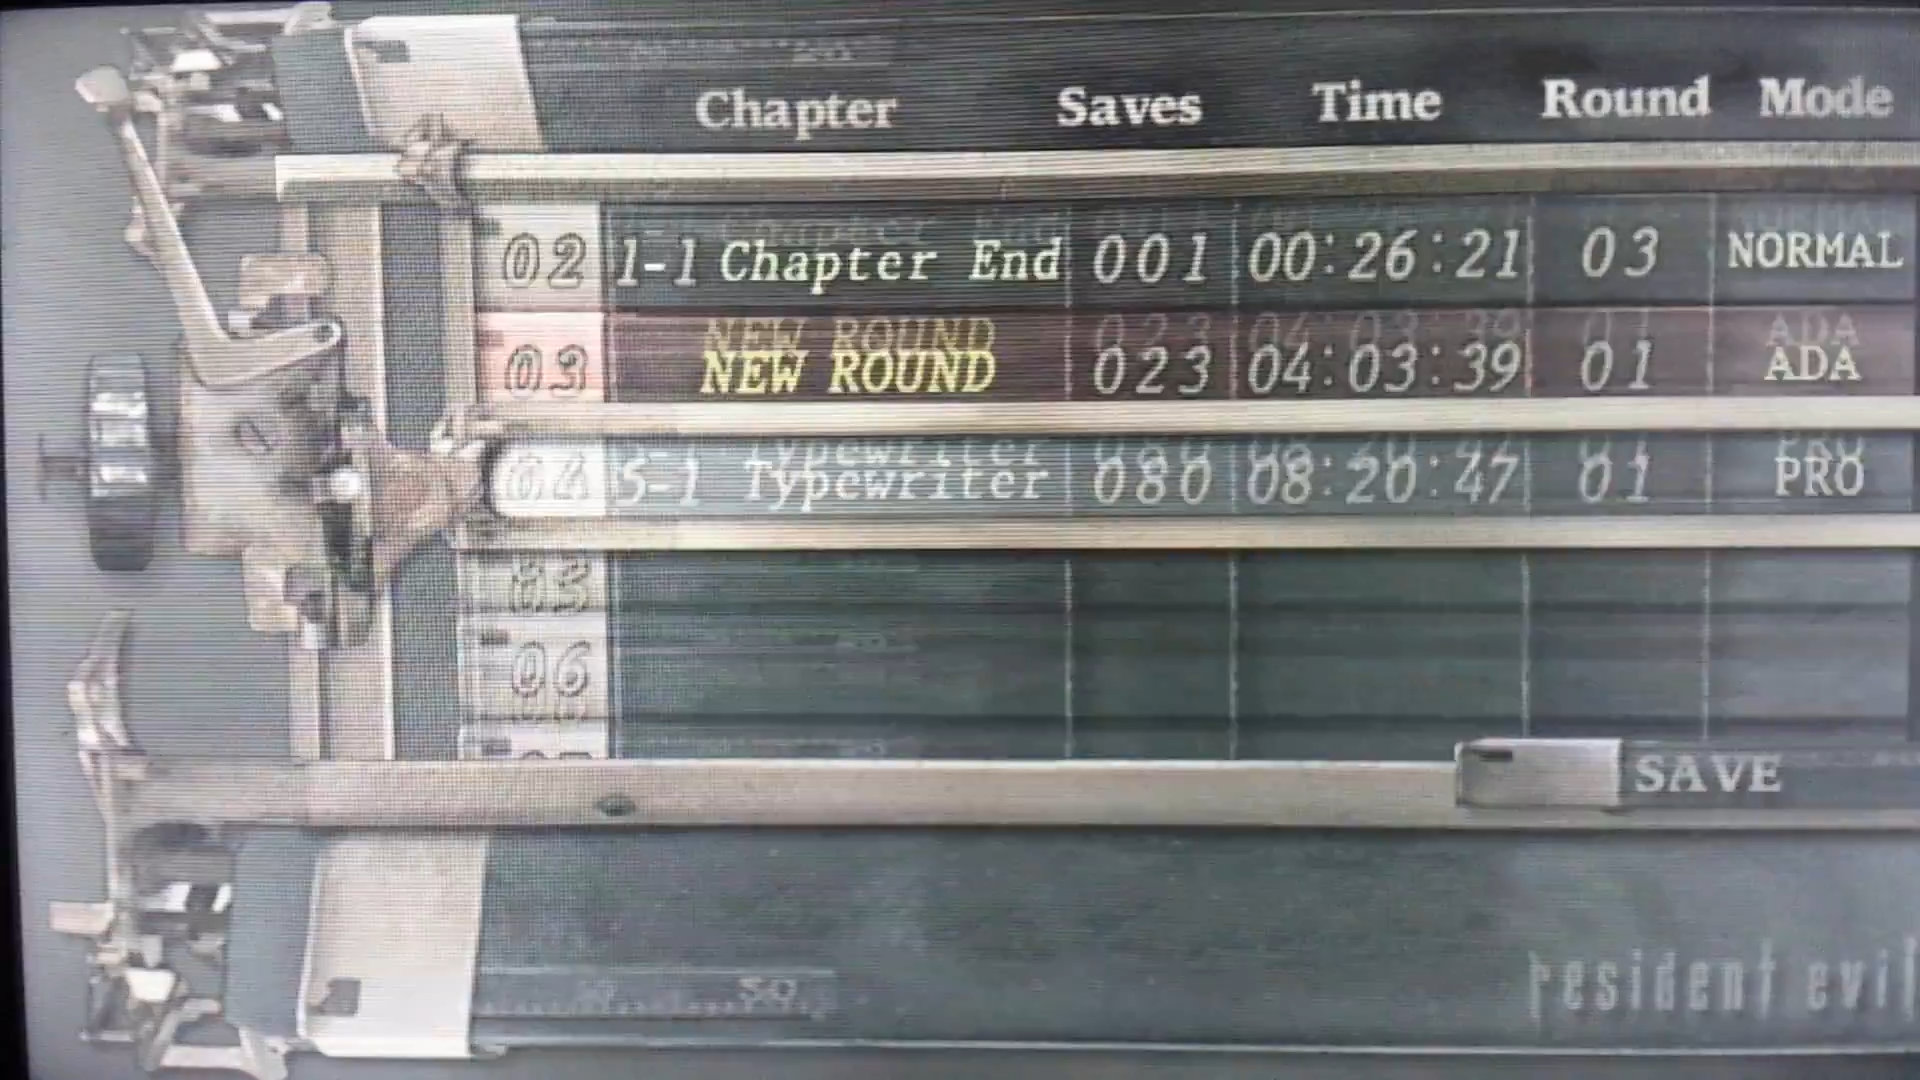 Chapter Saves Time Round Mode
02 1-1 Chapter End 001 00:26:21 03 NORMAL
03 NEW ROUND 023 04:03:39 01 ADA
04 5-1 Typewriter 080 08:20:47 01 PRO
05
06
SAVE
50
resident evil